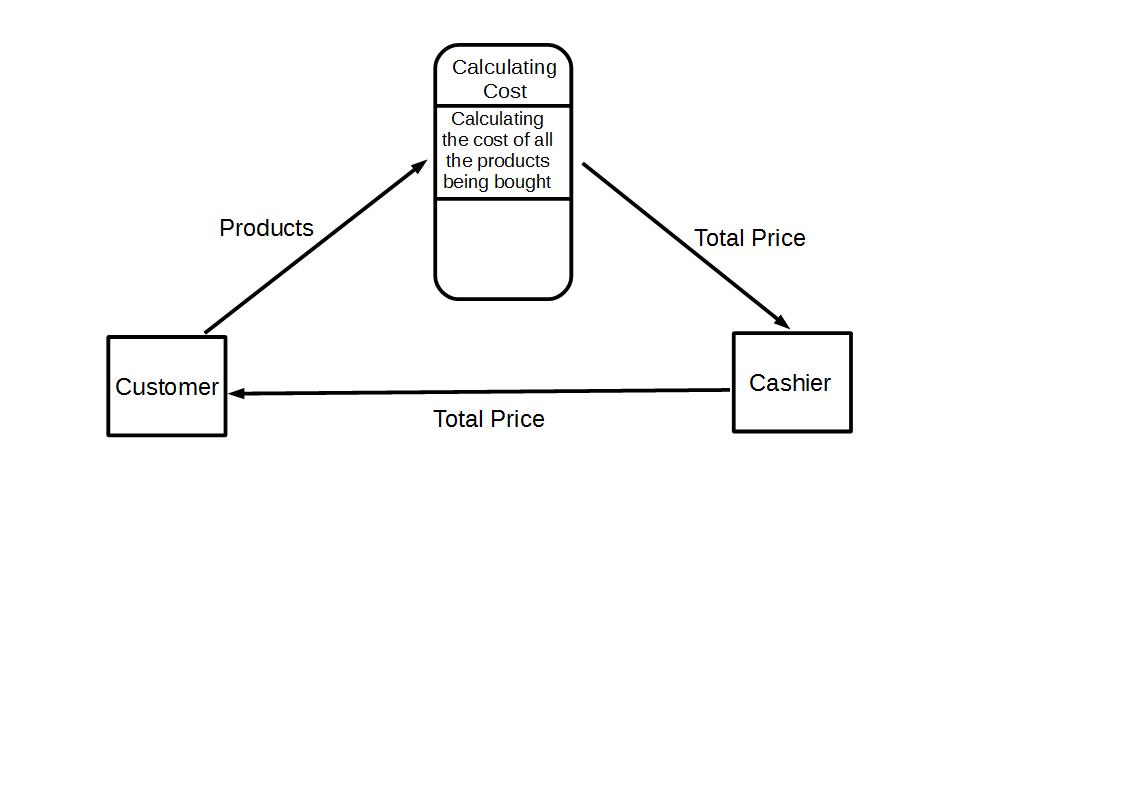 Calculating
Cost
Calculating
the cost of all
the products
being bought
Products
Total Price
Customer
Cashier
Total Price